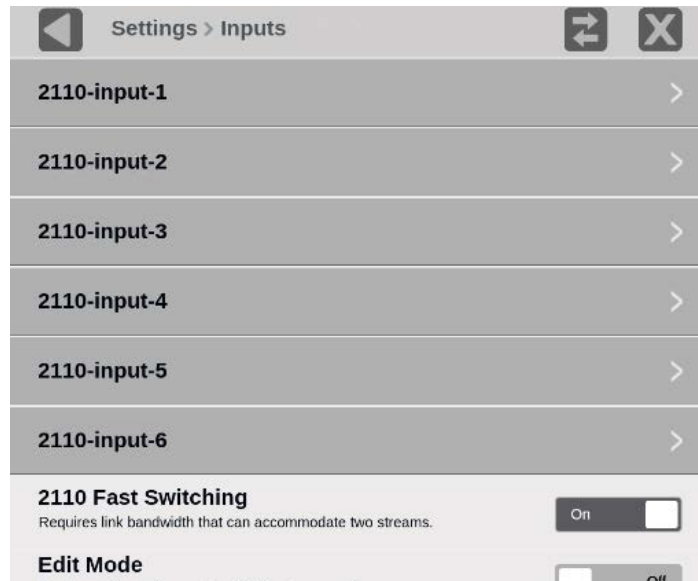 Settings > Inputs
2110-input-1
2110-input-2
2110-input-3
2110-input-4
2110-input-5
2110-input-6
2110 Fast Switching
On
Requires link bandwidth that can accommodate two streams.
Edit Mode
Off